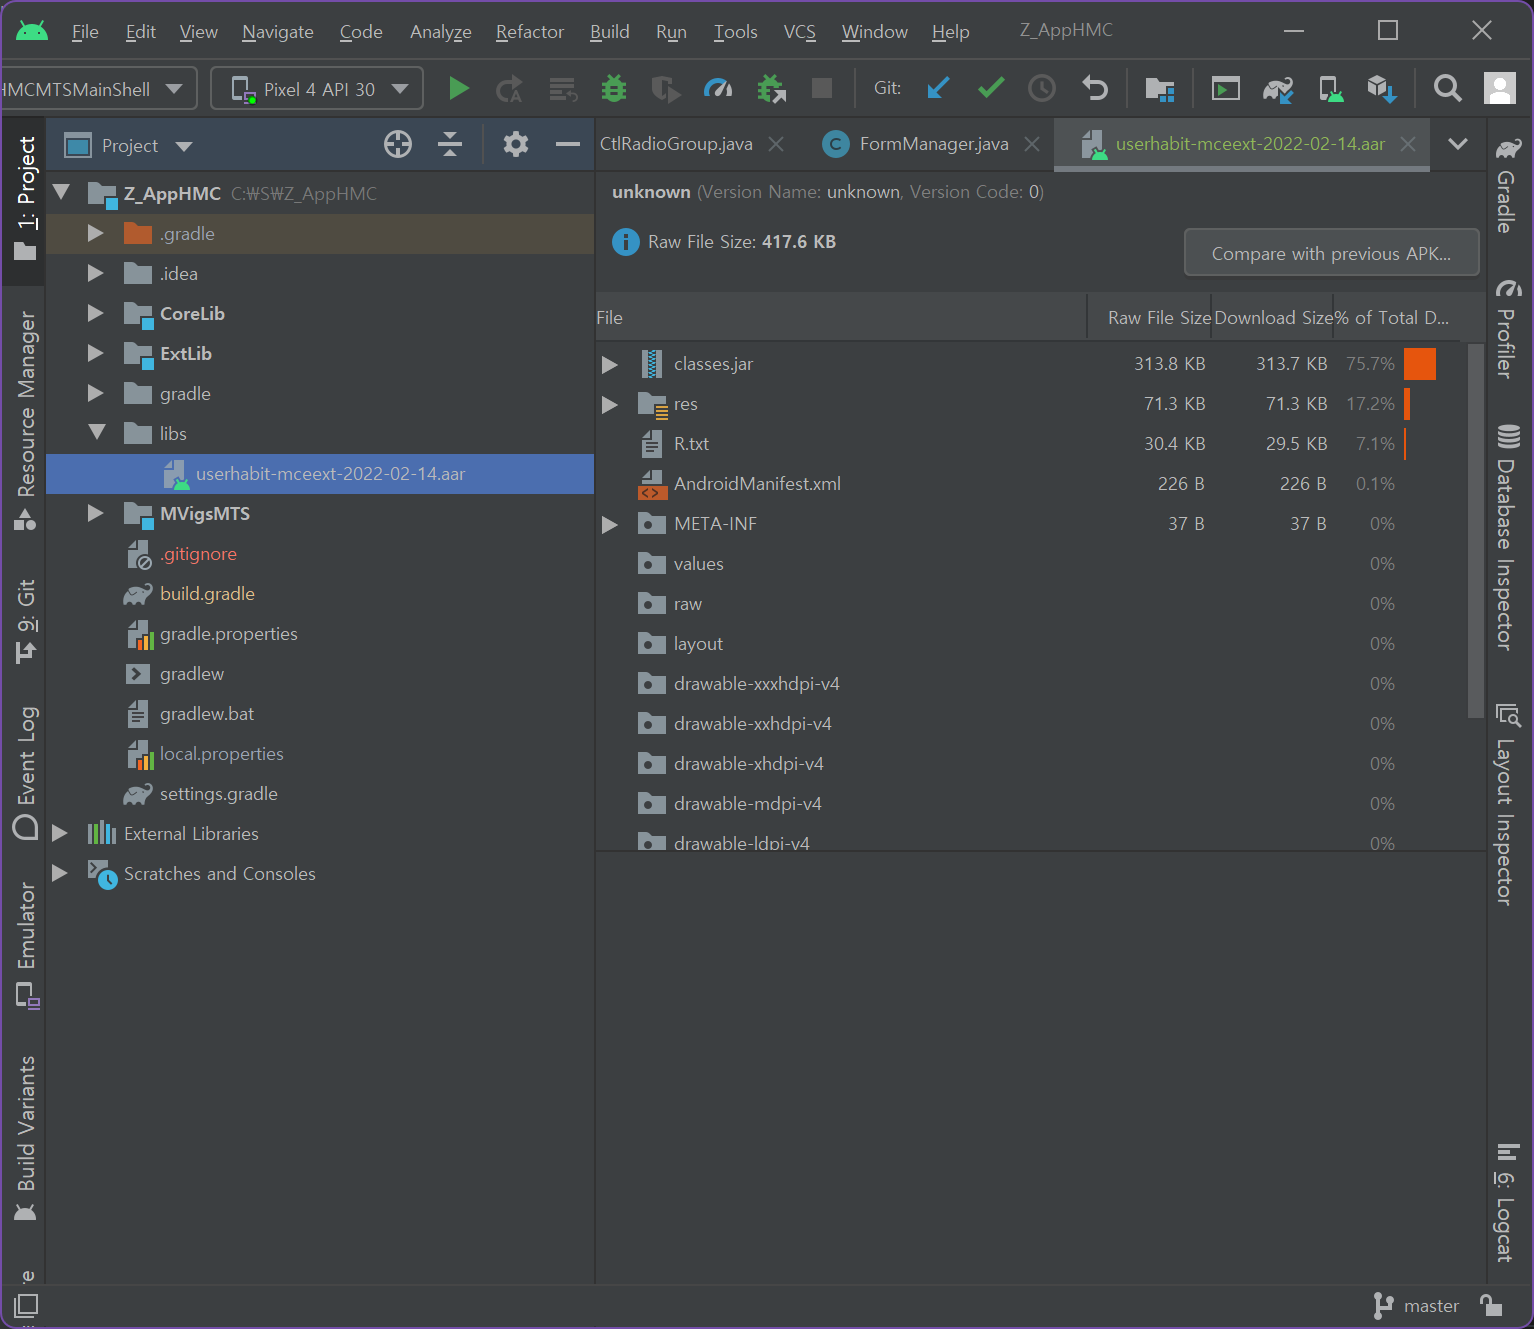 File Edit View Navigate Code Analyze Refactor Build Run Tools VCS Window Help Z_AppHMC
HMCMTSMainShell Pixel 4 API 30 Git:
1: Project
Resource Manager
9: Git
Event Log
Emulator
Build Variants
Project
Z_AppHMC C:₩S₩Z_AppHMC
.gradle
.idea
CoreLib
ExtLib
gradle
libs
userhabit-mceext-2022-02-14.aar
MVigsMTS
.gitignore
build.gradle
gradle.properties
gradlew
gradlew.bat
local.properties
settings.gradle
External Libraries
Scratches and Consoles
CtlRadioGroup.java FormManager.java userhabit-mceext-2022-02-14.aar
unknown (Version Name: unknown, Version Code: 0)
Raw File Size: 417.6 KB
Compare with previous APK...
File Raw File Size Download Size % of Total D...
classes.jar 313.8 KB 313.7 KB 75.7%
res 71.3 KB 71.3 KB 17.2%
R.txt 30.4 KB 29.5 KB 7.1%
AndroidManifest.xml 226 B 226 B 0.1%
META-INF 37 B 37 B 0%
values 0%
raw 0%
layout 0%
drawable-xxxhdpi-v4 0%
drawable-xxhdpi-v4 0%
drawable-xhdpi-v4 0%
drawable-mdpi-v4 0%
drawable-ldpi-v4 0%
Gradle
Profiler
Database Inspector
Layout Inspector
6: Logcat
master